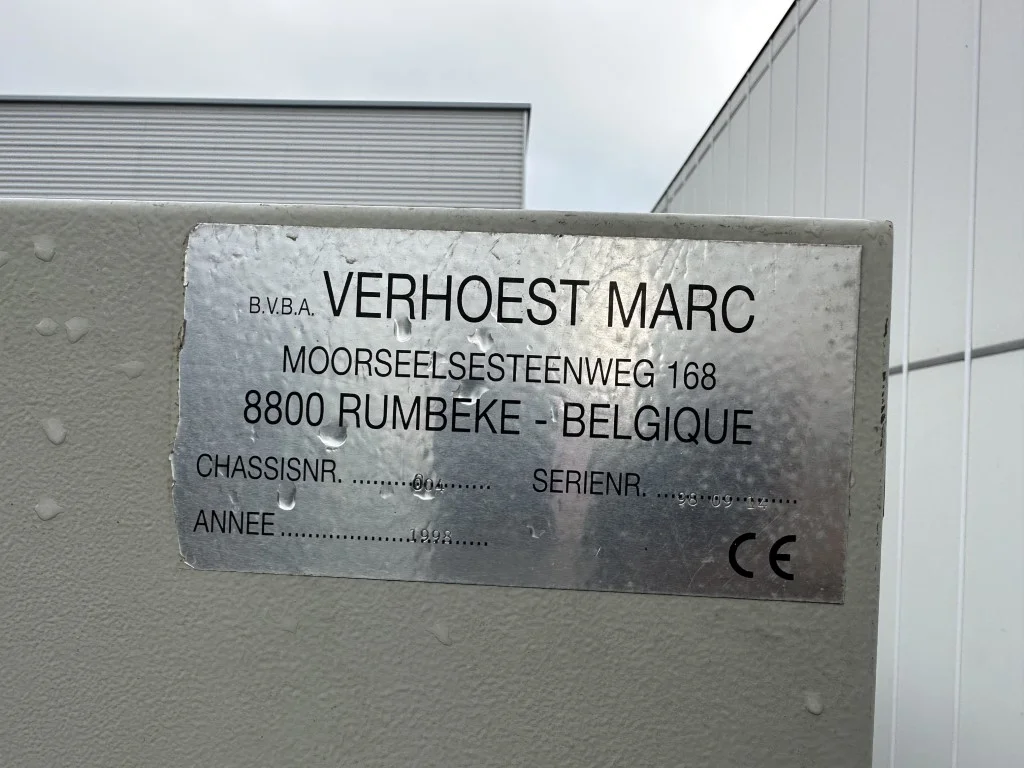 B.V.B.A. VERHOEST MARC
MOORSEELSESTEENWEG 168
8800 RUMBEKE - BELGIQUE
CHASSISNR. ..........004....... SERIENR. ...98 09 14.....
ANNEE ...................1998.....
CE